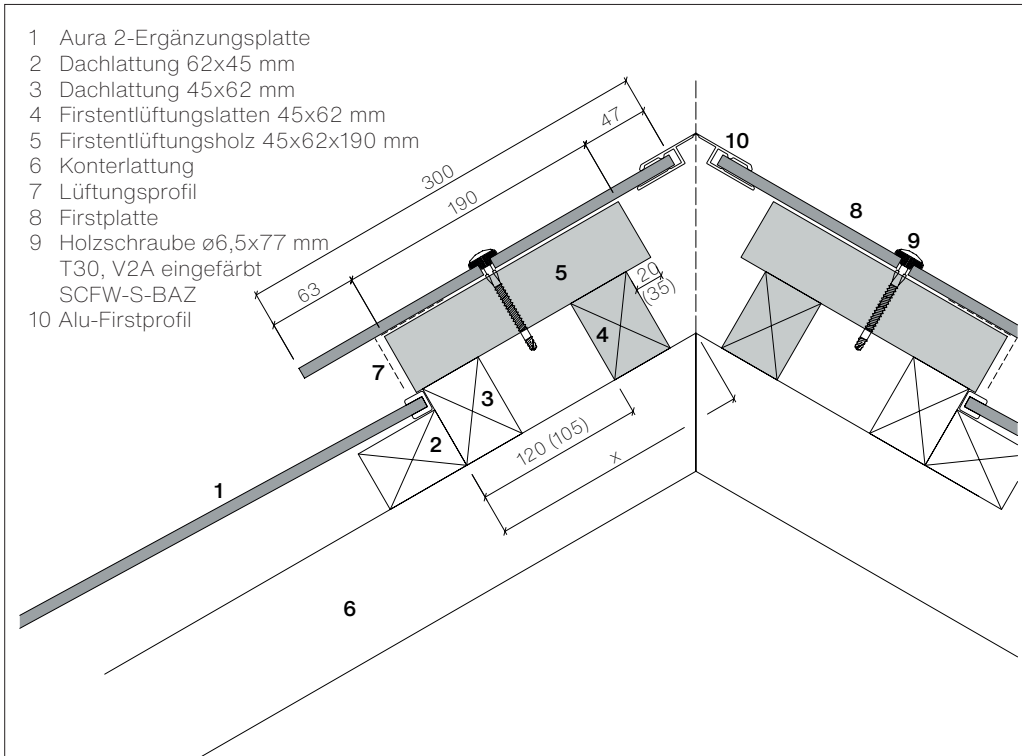 1 Aura 2-Ergänzungsplatte
2 Dachlattung 62x45 mm
3 Dachlattung 45x62 mm
4 Firstentlüftungslatten 45x62 mm
5 Firstentlüftungsholz 45x62x190 mm
6 Konterlattung
7 Lüftungsprofil
8 Firstplatte
9 Holzschraube ø6,5x77 mm
T30, V2A eingefärbt
SCFW-S-BAZ
10 Alu-Firstprofil
47
10
300
190
8
9
63
5
20
(35)
4
7
3
2
120 (105)
x
1
6